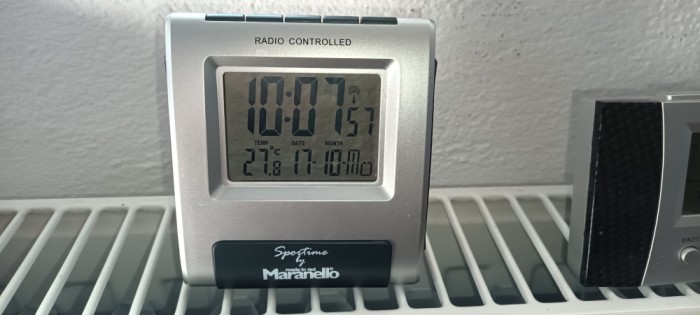 RADIO CONTROLLED
10:07 57
TEMP DATE MONTH
27.8 °C 17-10-MO
Sportime
by
made in red
Maranello